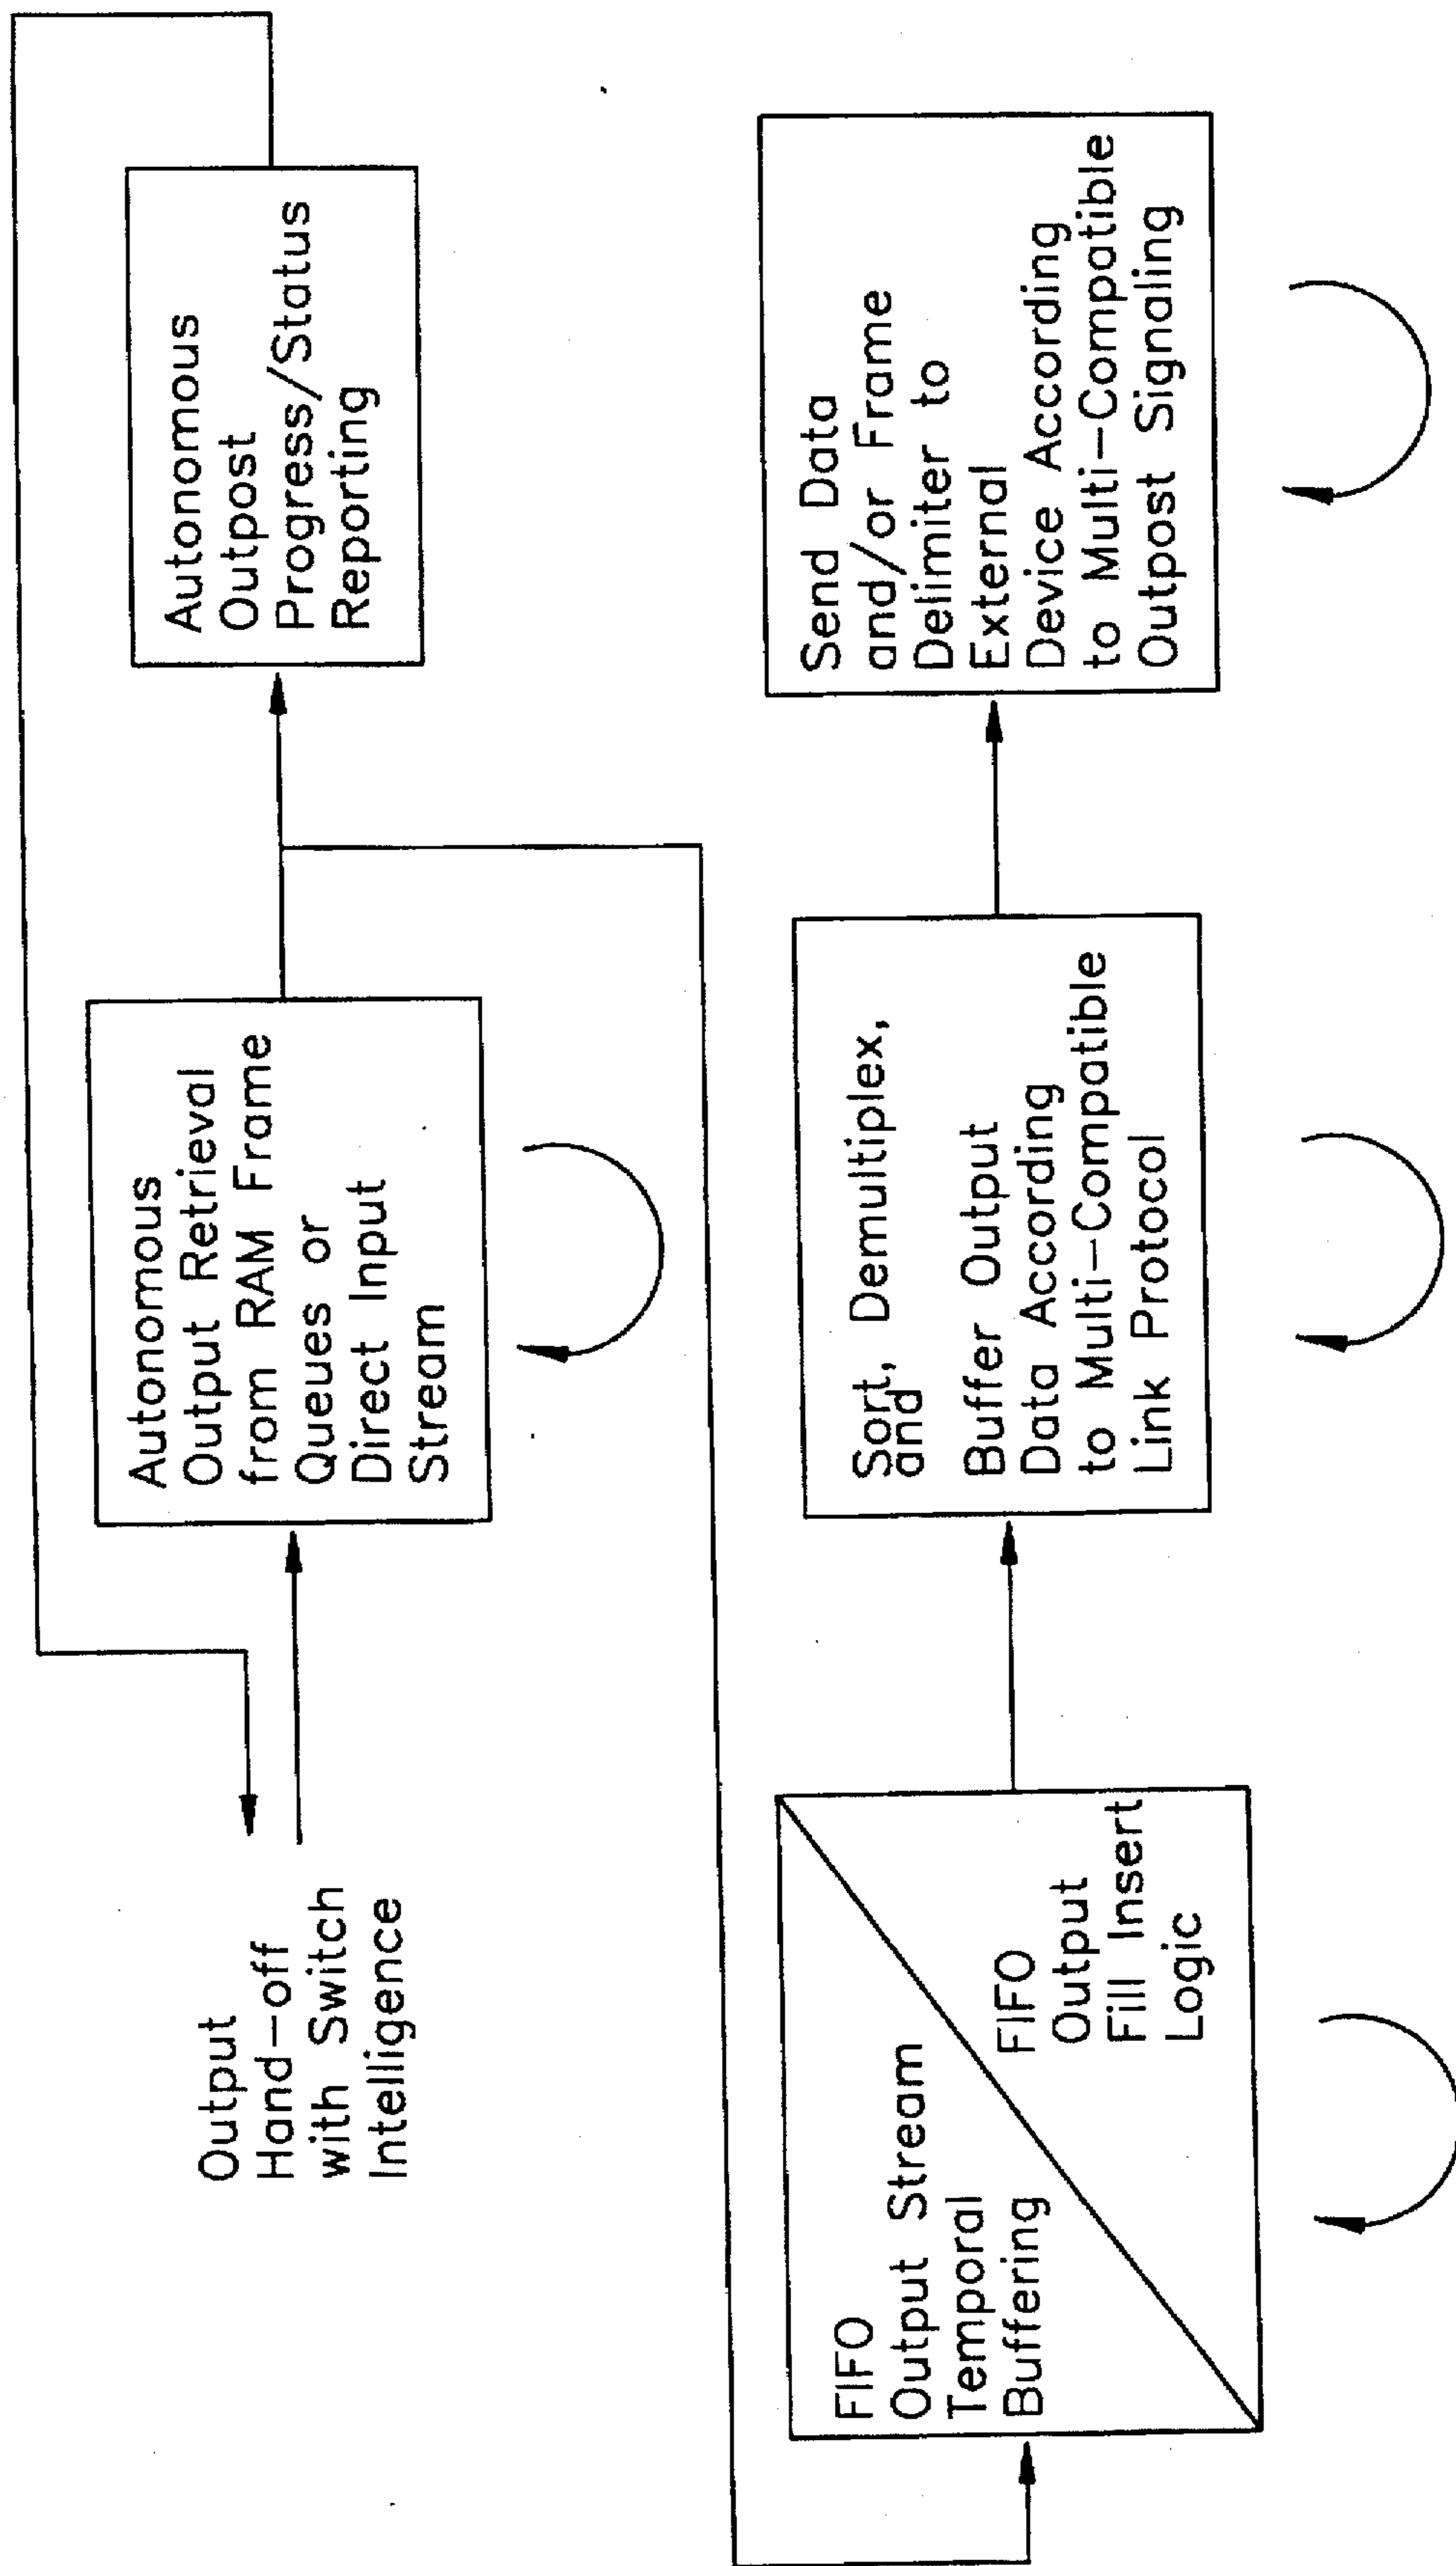 Output
Hand-off
with Switch
Intelligence
Autonomous
Output Retrieval
from RAM Frame
Queues or
Direct Input
Stream
Autonomous
Outpost
Progress/Status
Reporting
FIFO
Output Stream
Temporal
Buffering
FIFO
Output
Fill Insert
Logic
Sort, Demultiplex,
and
Buffer Output
Data According
to Multi-Compatible
Link Protocol
Send Data
and/or Frame
Delimiter to
External
Device According
to Multi-Compatible
Outpost Signaling